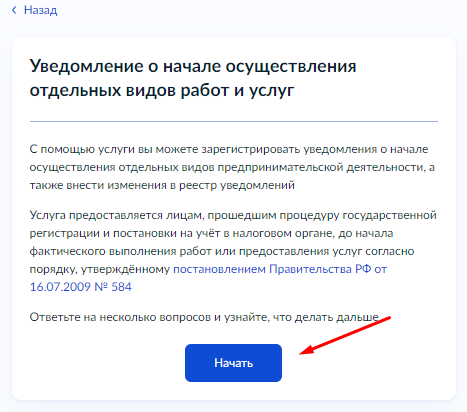 Назад
Уведомление о начале осуществления
отдельных видов работ и услуг
С помощью услуги вы можете зарегистрировать уведомления о начале
осуществления отдельных видов предпринимательской деятельности, а
также внести изменения в реестр уведомлений
Услуга предоставляется лицам, прошедшим процедуру государственной
регистрации и постановки на учёт в налоговом органе, до начала
фактического выполнения работ или предоставления услуг согласно
порядку, утверждённому постановлением Правительства РФ от
16.07.2009 № 584
Ответьте на несколько вопросов и узнайте, что делать дальше
Начать